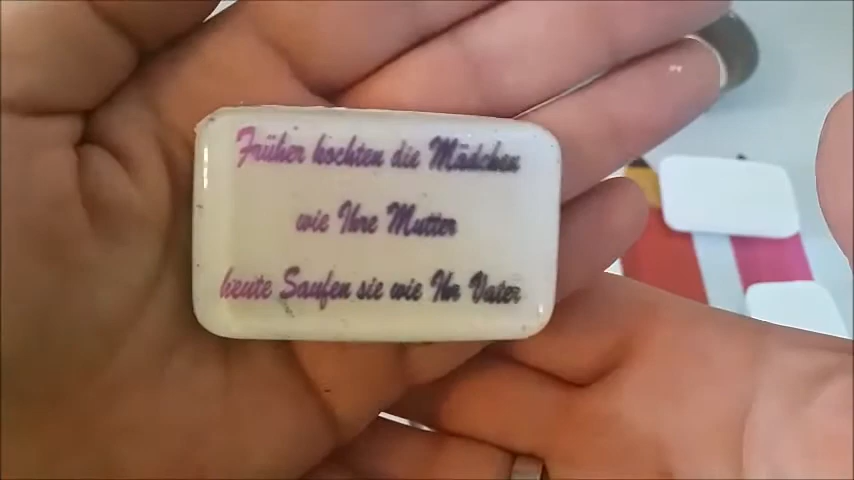 Früher kochten die Mädchen
wie Ihre Mutter
heute Saufen sie wie Ihr Vater